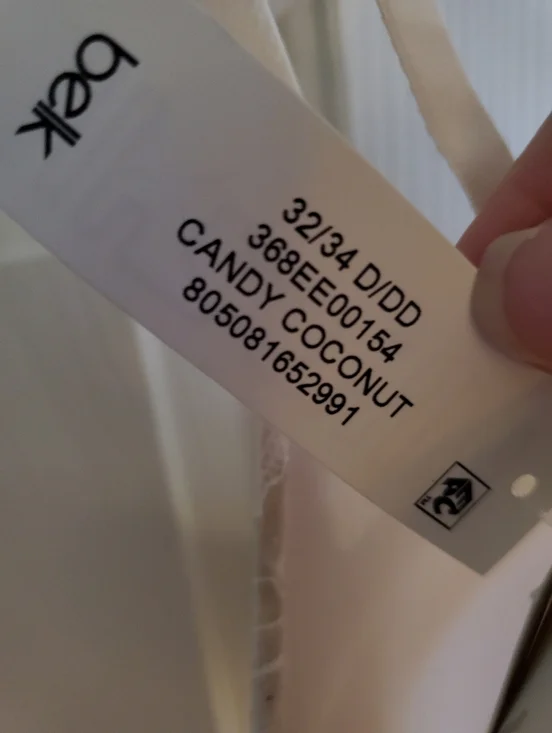 belk
32/34 D/DD
368EE00154
CANDY COCONUT
805081652991